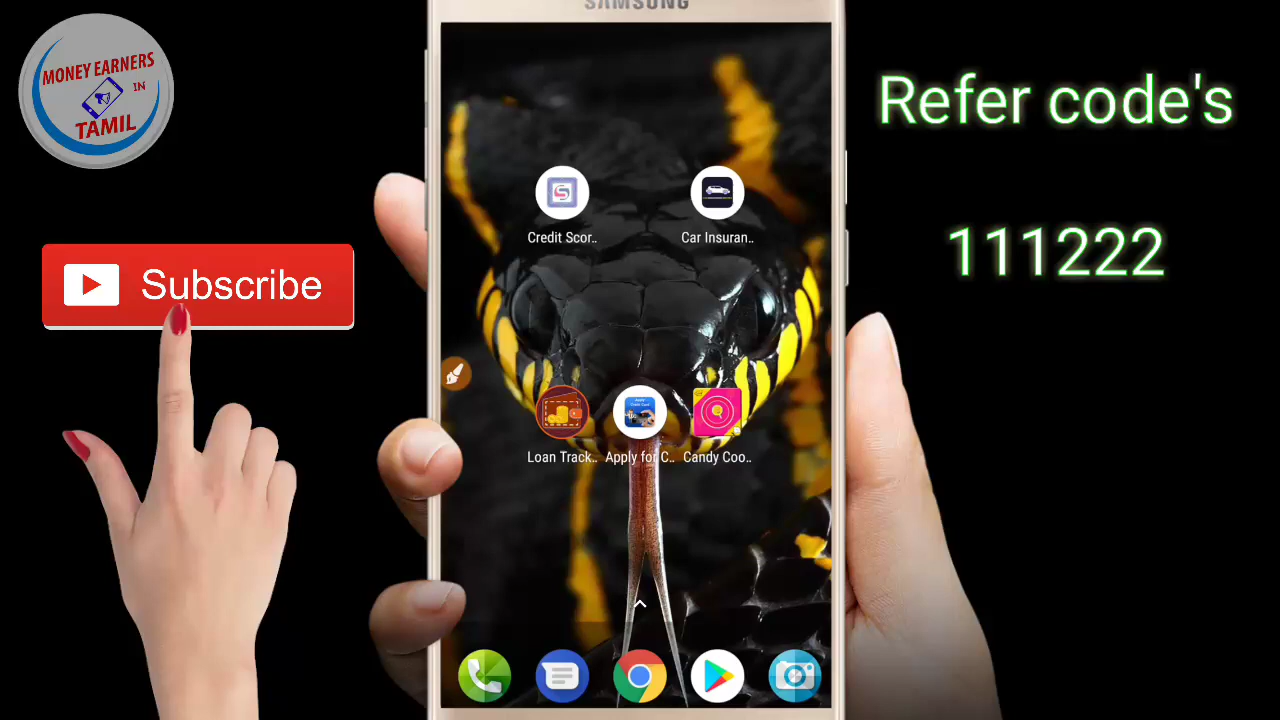 SAMSUNG
MONEY EARNERS
IN
TAMIL
Refer code's
111222
Subscribe
Credit Scor..
Car Insuran..
Loan Track..
Apply for C..
Candy Coo..